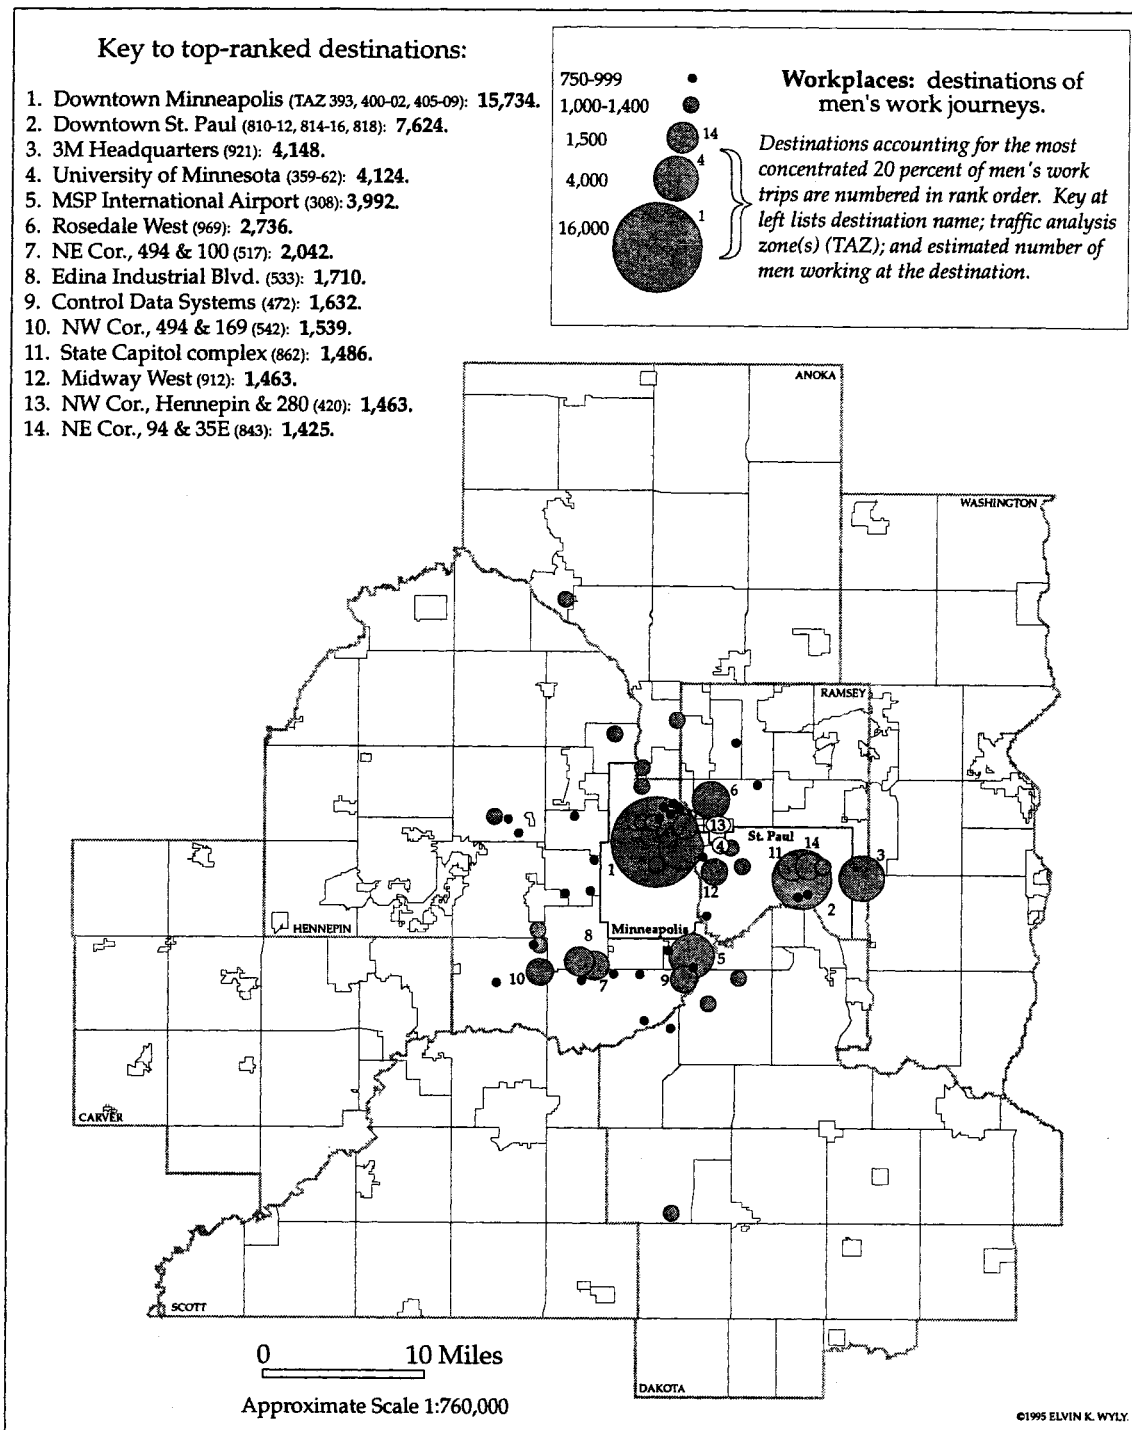 Key to top-ranked destinations:
1. Downtown Minneapolis (TAZ 393, 400-02, 405-09): 15,734.
2. Downtown St. Paul (810-12, 814-16, 818): 7,624.
3. 3M Headquarters (921): 4,148.
4. University of Minnesota (359-62): 4,124.
5. MSP International Airport (308): 3,992.
6. Rosedale West (969): 2,736.
7. NE Cor., 494 & 100 (517): 2,042.
8. Edina Industrial Blvd. (533): 1,710.
9. Control Data Systems (472): 1,632.
10. NW Cor., 494 & 169 (542): 1,539.
11. State Capitol complex (862): 1,486.
12. Midway West (912): 1,463.
13. NW Cor., Hennepin & 280 (420): 1,463.
14. NE Cor., 94 & 35E (843): 1,425.
750-999
1,000-1,400
1,500
14
4,000
4
16,000
1
Workplaces: destinations of
men's work journeys.
Destinations accounting for the most
concentrated 20 percent of men's work
trips are numbered in rank order. Key at
left lists destination name; traffic analysis
zone(s) (TAZ); and estimated number of
men working at the destination.
ANOKA
WASHINGTON
RAMSEY
6
13
St. Paul
4
11
14
3
1
12
2
HENNEPIN
Minneapolis
8
5
10
7
9
CARVER
SCOTT
DAKOTA
0 10 Miles
Approximate Scale 1:760,000
©1995 ELVIN K. WYLY.